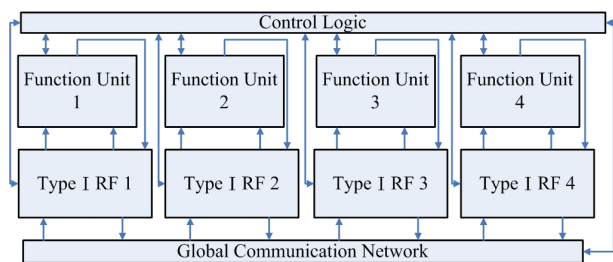 Control Logic
Function Unit
1
Function Unit
2
Function Unit
3
Function Unit
4
Type I RF 1
Type I RF 2
Type I RF 3
Type I RF 4
Global Communication Network